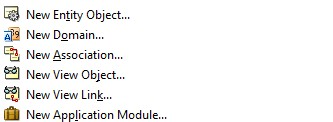 New Entity Object...
New Domain...
New Association...
New View Object...
New View Link...
New Application Module...